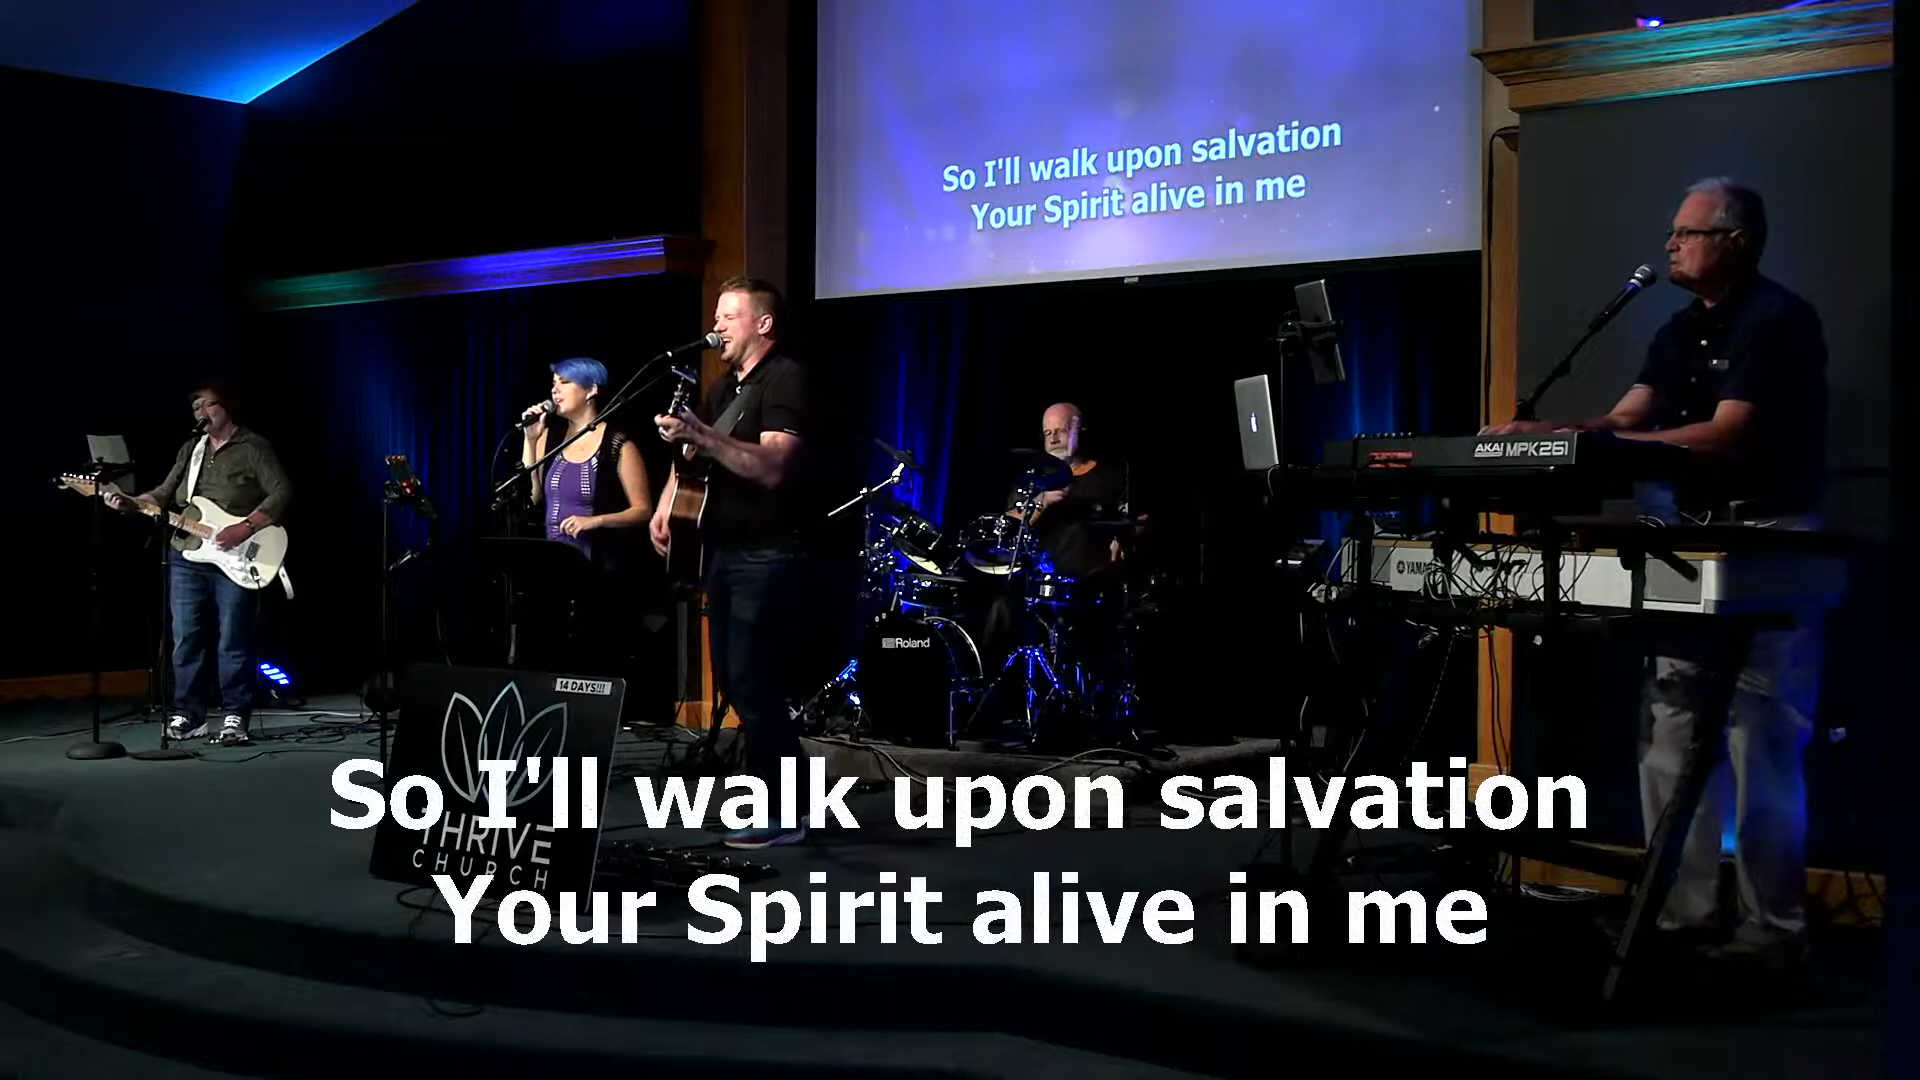 So I'll walk upon salvation
Your Spirit alive in me
AKAI MPK261
YAMA
Roland
14 DAYS!!!
THRIVE
CHURCH
So I'll walk upon salvation
Your Spirit alive in me